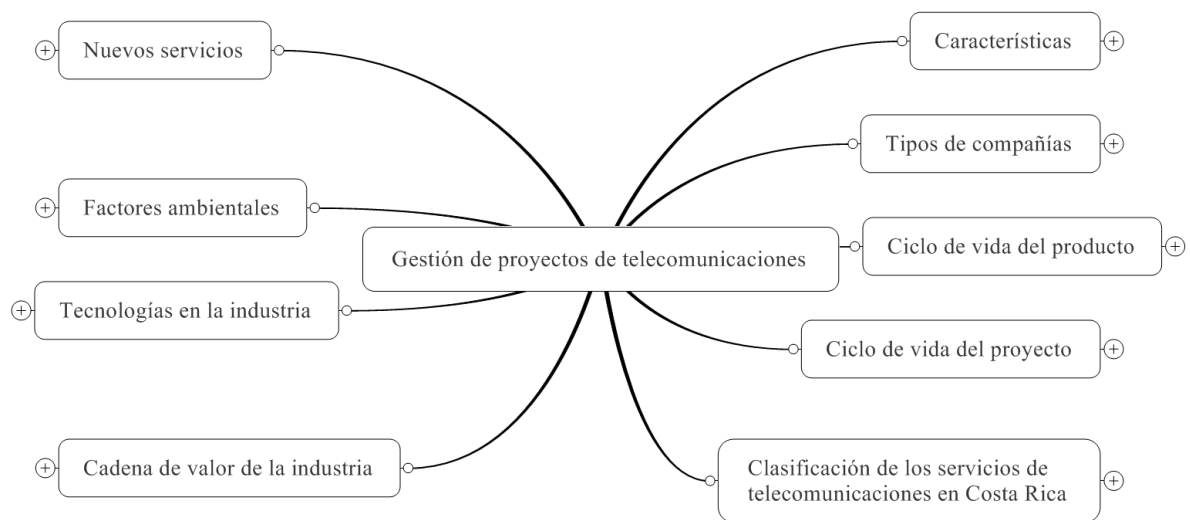 Nuevos servicios
Características
Tipos de compañías
Factores ambientales
Ciclo de vida del producto
Gestión de proyectos de telecomunicaciones
Tecnologías en la industria
Ciclo de vida del proyecto
Cadena de valor de la industria
Clasificación de los servicios de
telecomunicaciones en Costa Rica